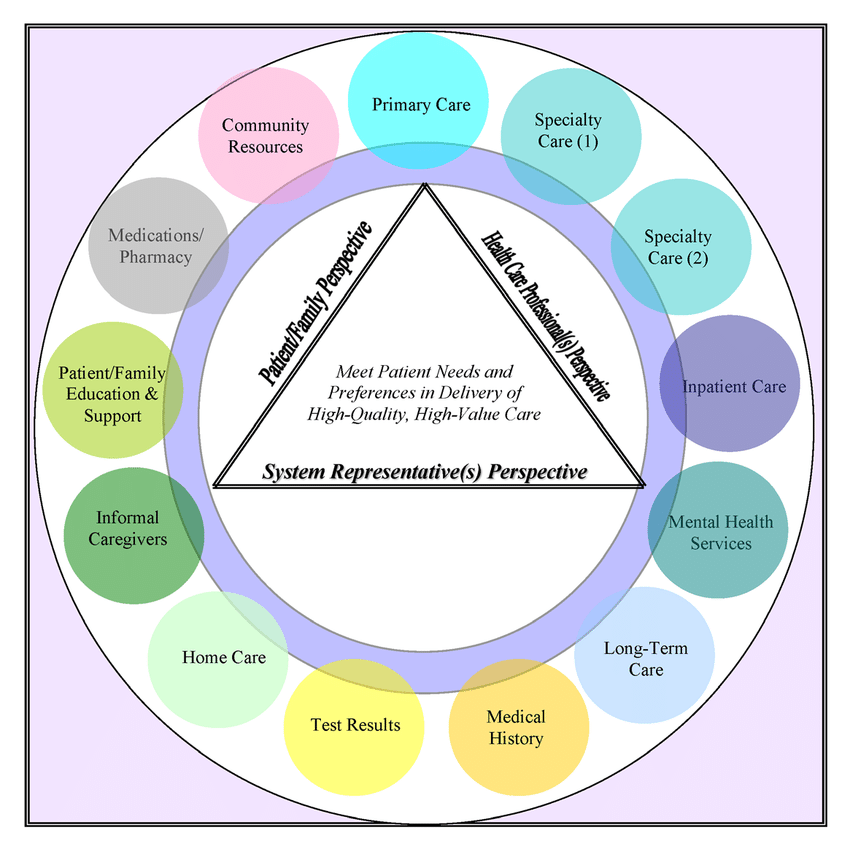 Primary Care
Specialty
Care (1)
Specialty
Care (2)
Inpatient Care
Mental Health
Services
Long-Term
Care
Medical
History
Test Results
Home Care
Informal
Caregivers
Patient/Family
Education &
Support
Medications/
Pharmacy
Community
Resources
Patient/Family Perspective
Health Care Professional(s) Perspective
Meet Patient Needs and
Preferences in Delivery of
High-Quality, High-Value Care
System Representative(s) Perspective